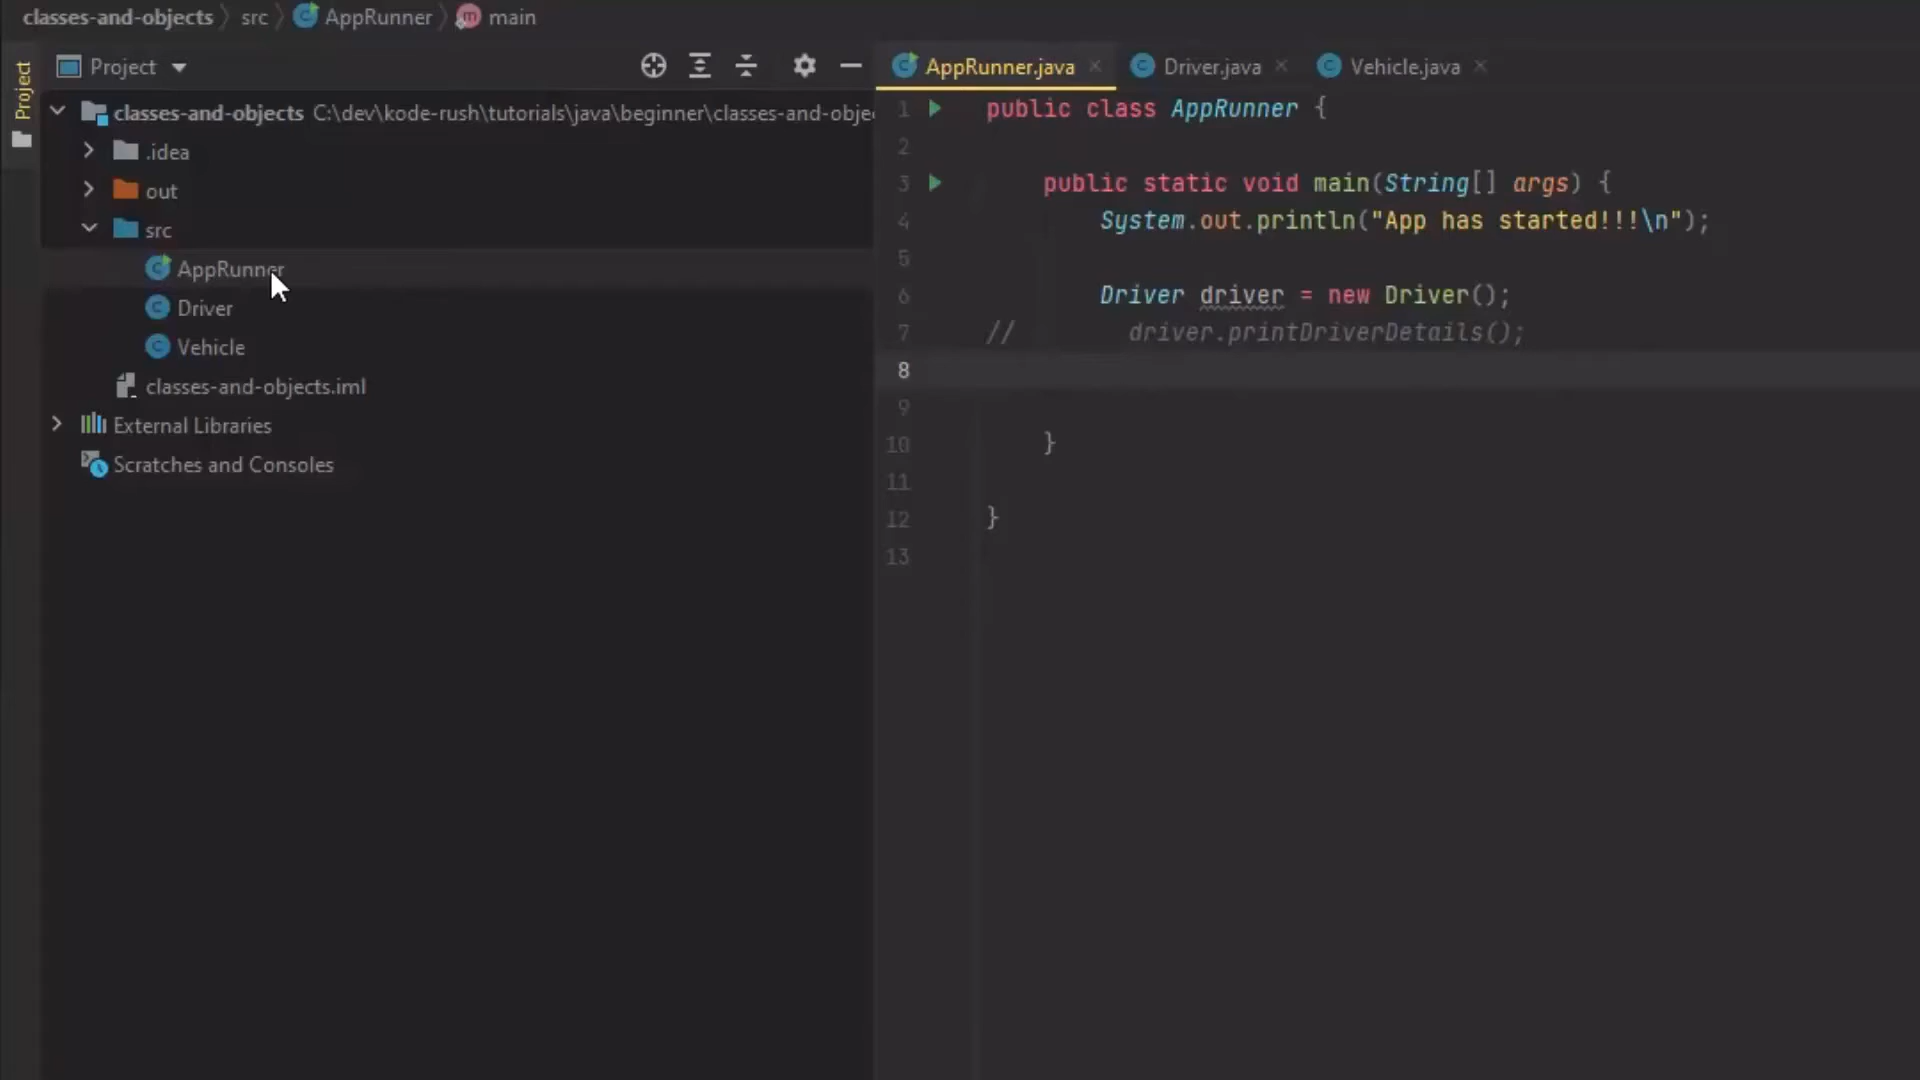 classes-and-objects src AppRunner main
Project
Project
classes-and-objects C:\dev\kode-rush\tutorials\java\beginner\classes-and-obje
.idea
out
src
AppRunner
Driver
Vehicle
classes-and-objects.iml
External Libraries
Scratches and Consoles
AppRunner.java Driver.java Vehicle.java
1 public class AppRunner {
2
3 public static void main(String[] args) {
4 System.out.println("App has started!!!\n");
5
6 Driver driver = new Driver();
7 // driver.printDriverDetails();
8
9
10 }
11
12 }
13